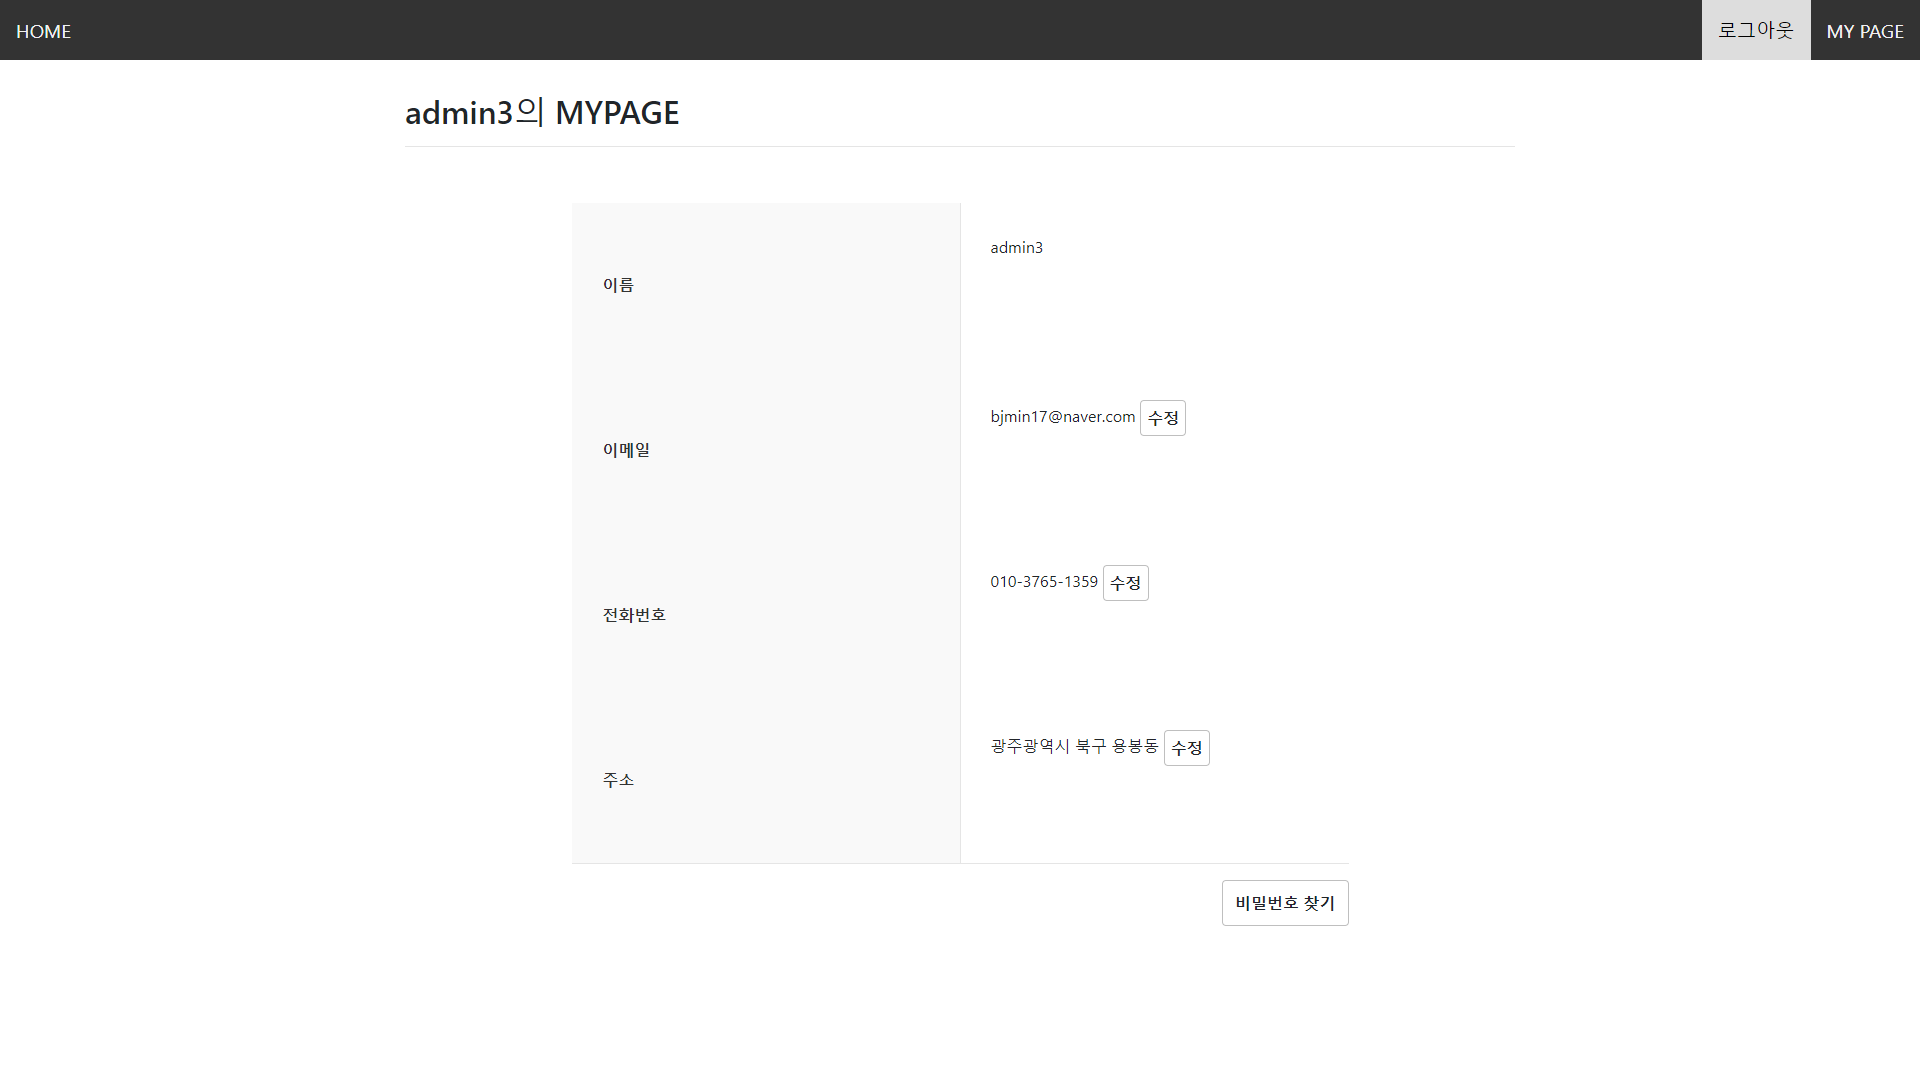 HOME
로그아웃
MY PAGE
admin3의 MYPAGE
이름
admin3
이메일
bjmin17@naver.com 수정
전화번호
010-3765-1359 수정
주소
광주광역시 북구 용봉동 수정
비밀번호 찾기